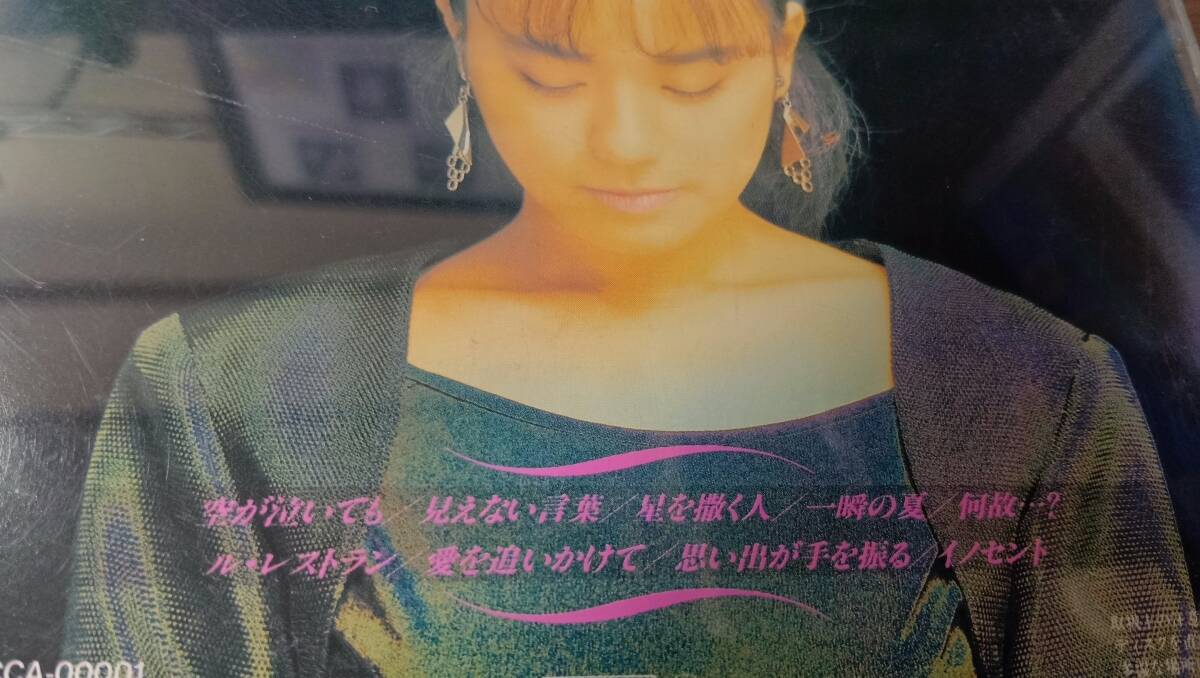 空が泣いても／見えない言葉／星を撒く人／一瞬の夏／何故…?
ル・レストラン／愛を追いかけて／思い出が手を振る／イノセント
CCA-00001